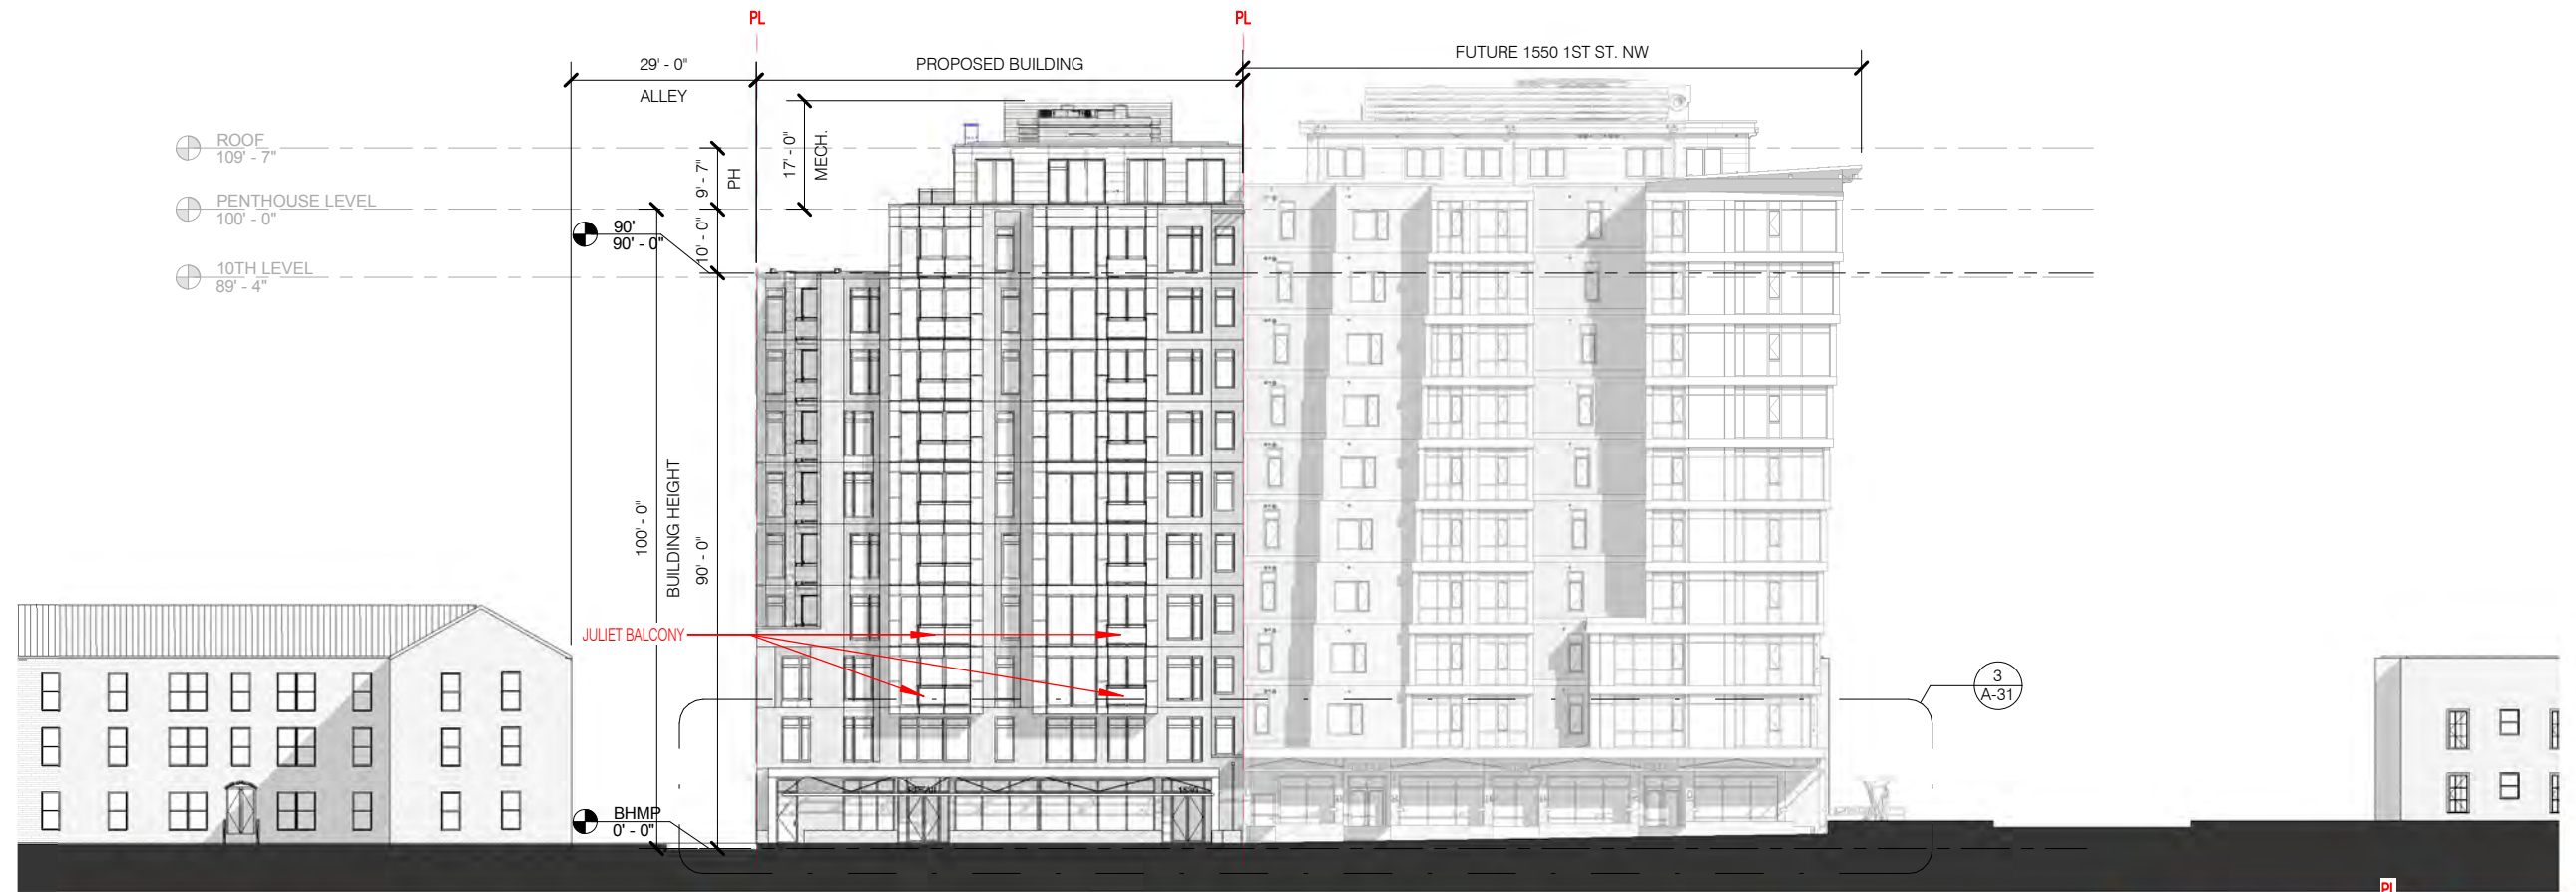 PL
PL
29' - 0"
ALLEY
PROPOSED BUILDING
FUTURE 1550 1ST ST. NW
ROOF
109' - 7"
PENTHOUSE LEVEL
100' - 0"
10TH LEVEL
89' - 4"
90'
90' - 0"
9' - 7"
PH
10' - 0"
17' - 0"
MECH.
100' - 0"
BUILDING HEIGHT
90' - 0"
JULIET BALCONY
3
A-31
BHMP
0' - 0"
PL